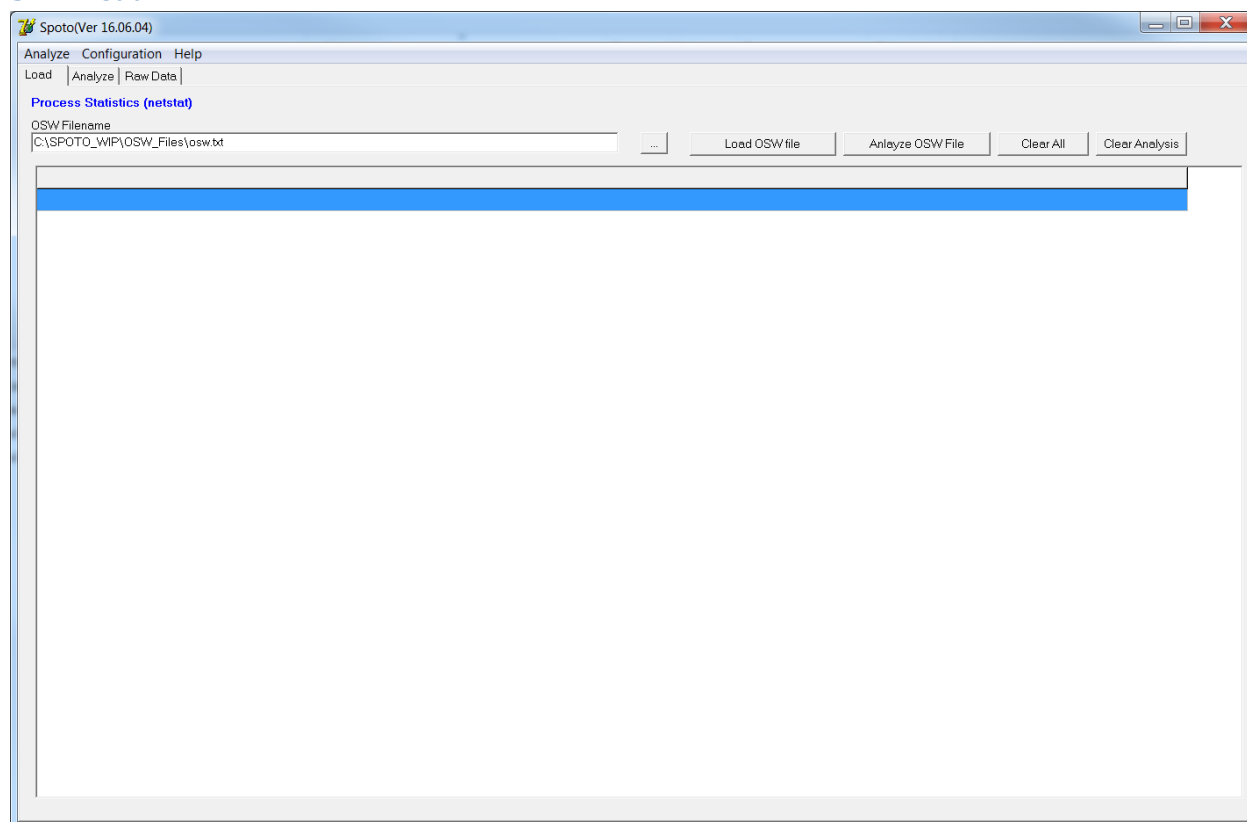 Spoto(Ver 16.06.04)
Analyze Configuration Help
Load Analyze Raw Data
Process Statistics (netstat)
OSW Filename
C:\SPOTO_WIP\OSW_Files\osw.txt ... Load OSW file Anlayze OSW File Clear All Clear Analysis